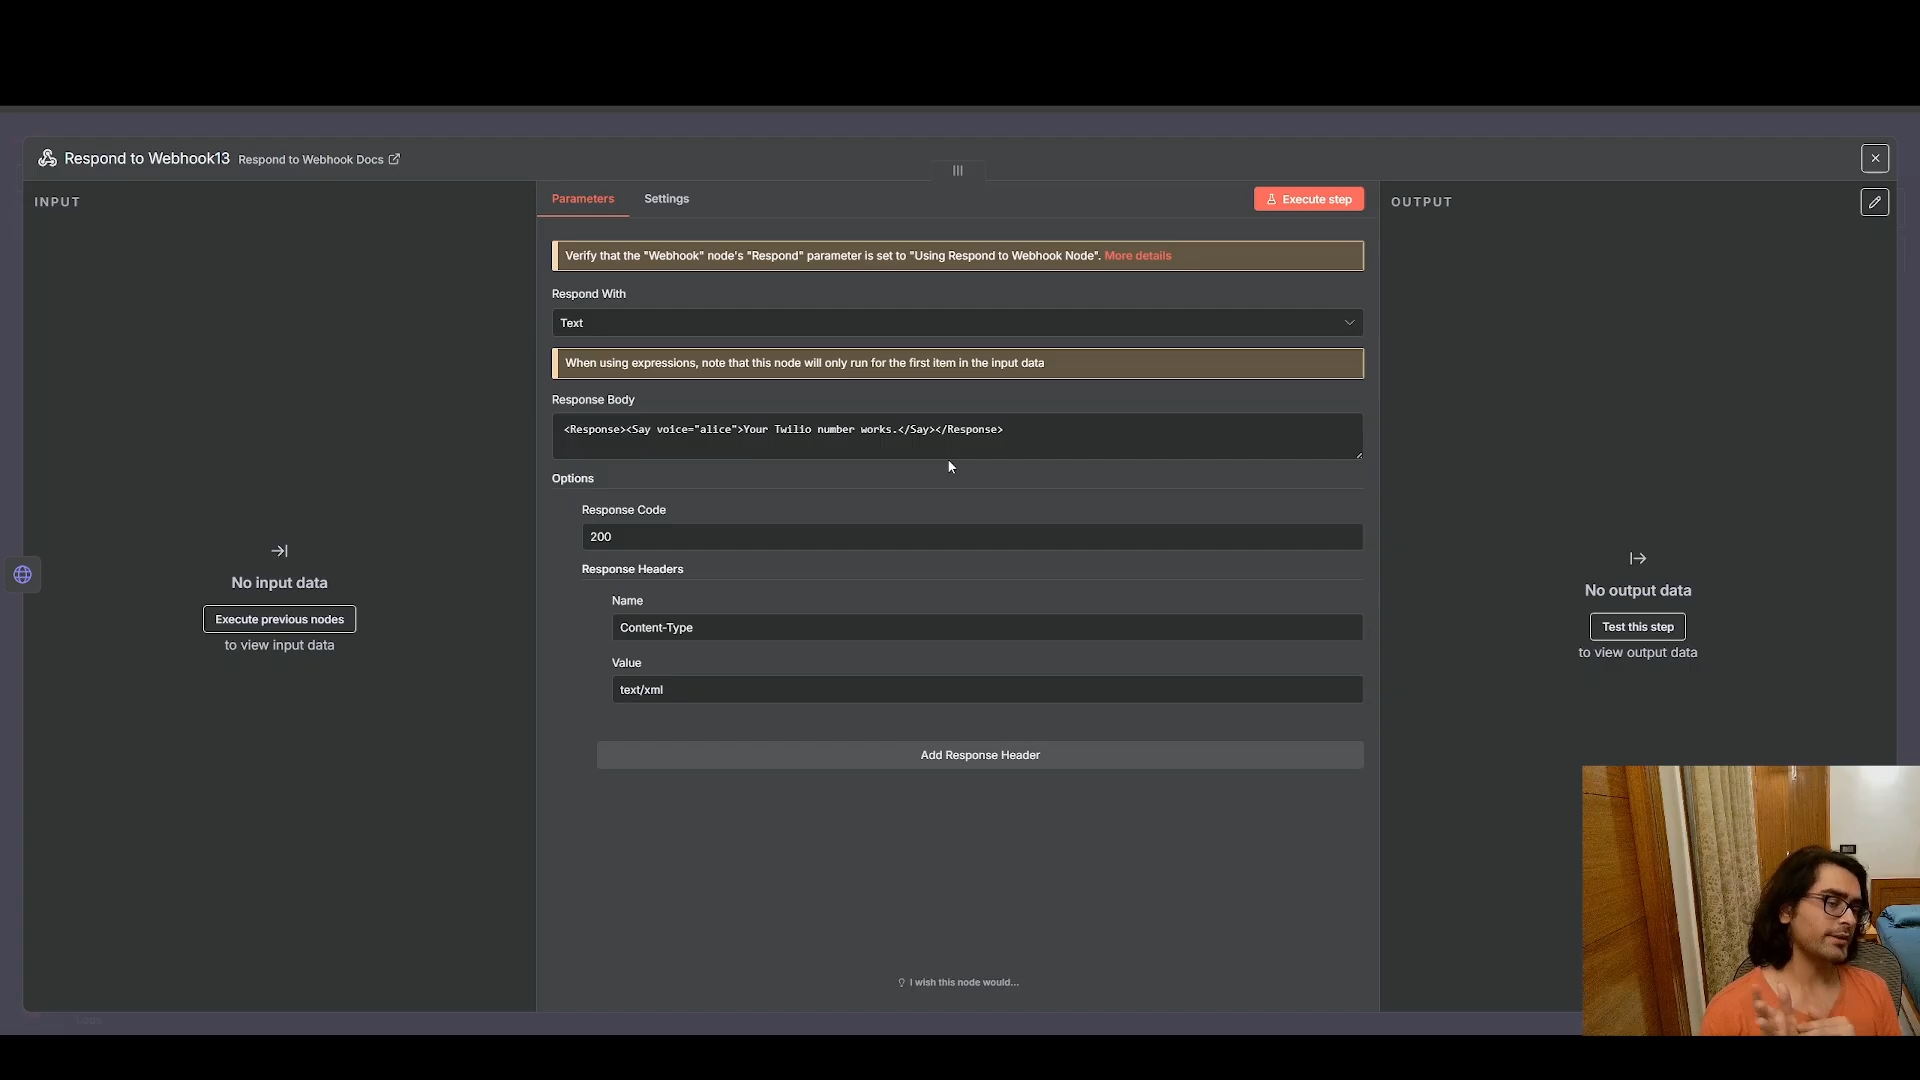 Respond to Webhook13 Respond to Webhook Docs
INPUT
Parameters Settings
Execute step
OUTPUT
Verify that the "Webhook" node's "Respond" parameter is set to "Using Respond to Webhook Node". More details
Respond With
Text
When using expressions, note that this node will only run for the first item in the input data
Response Body
<Response><Say voice="alice">Your Twilio number works.</Say></Response>
Options
Response Code
200
Response Headers
Name
Content-Type
Value
text/xml
Add Response Header
No input data
Execute previous nodes
to view input data
No output data
Test this step
to view output data
I wish this node would...